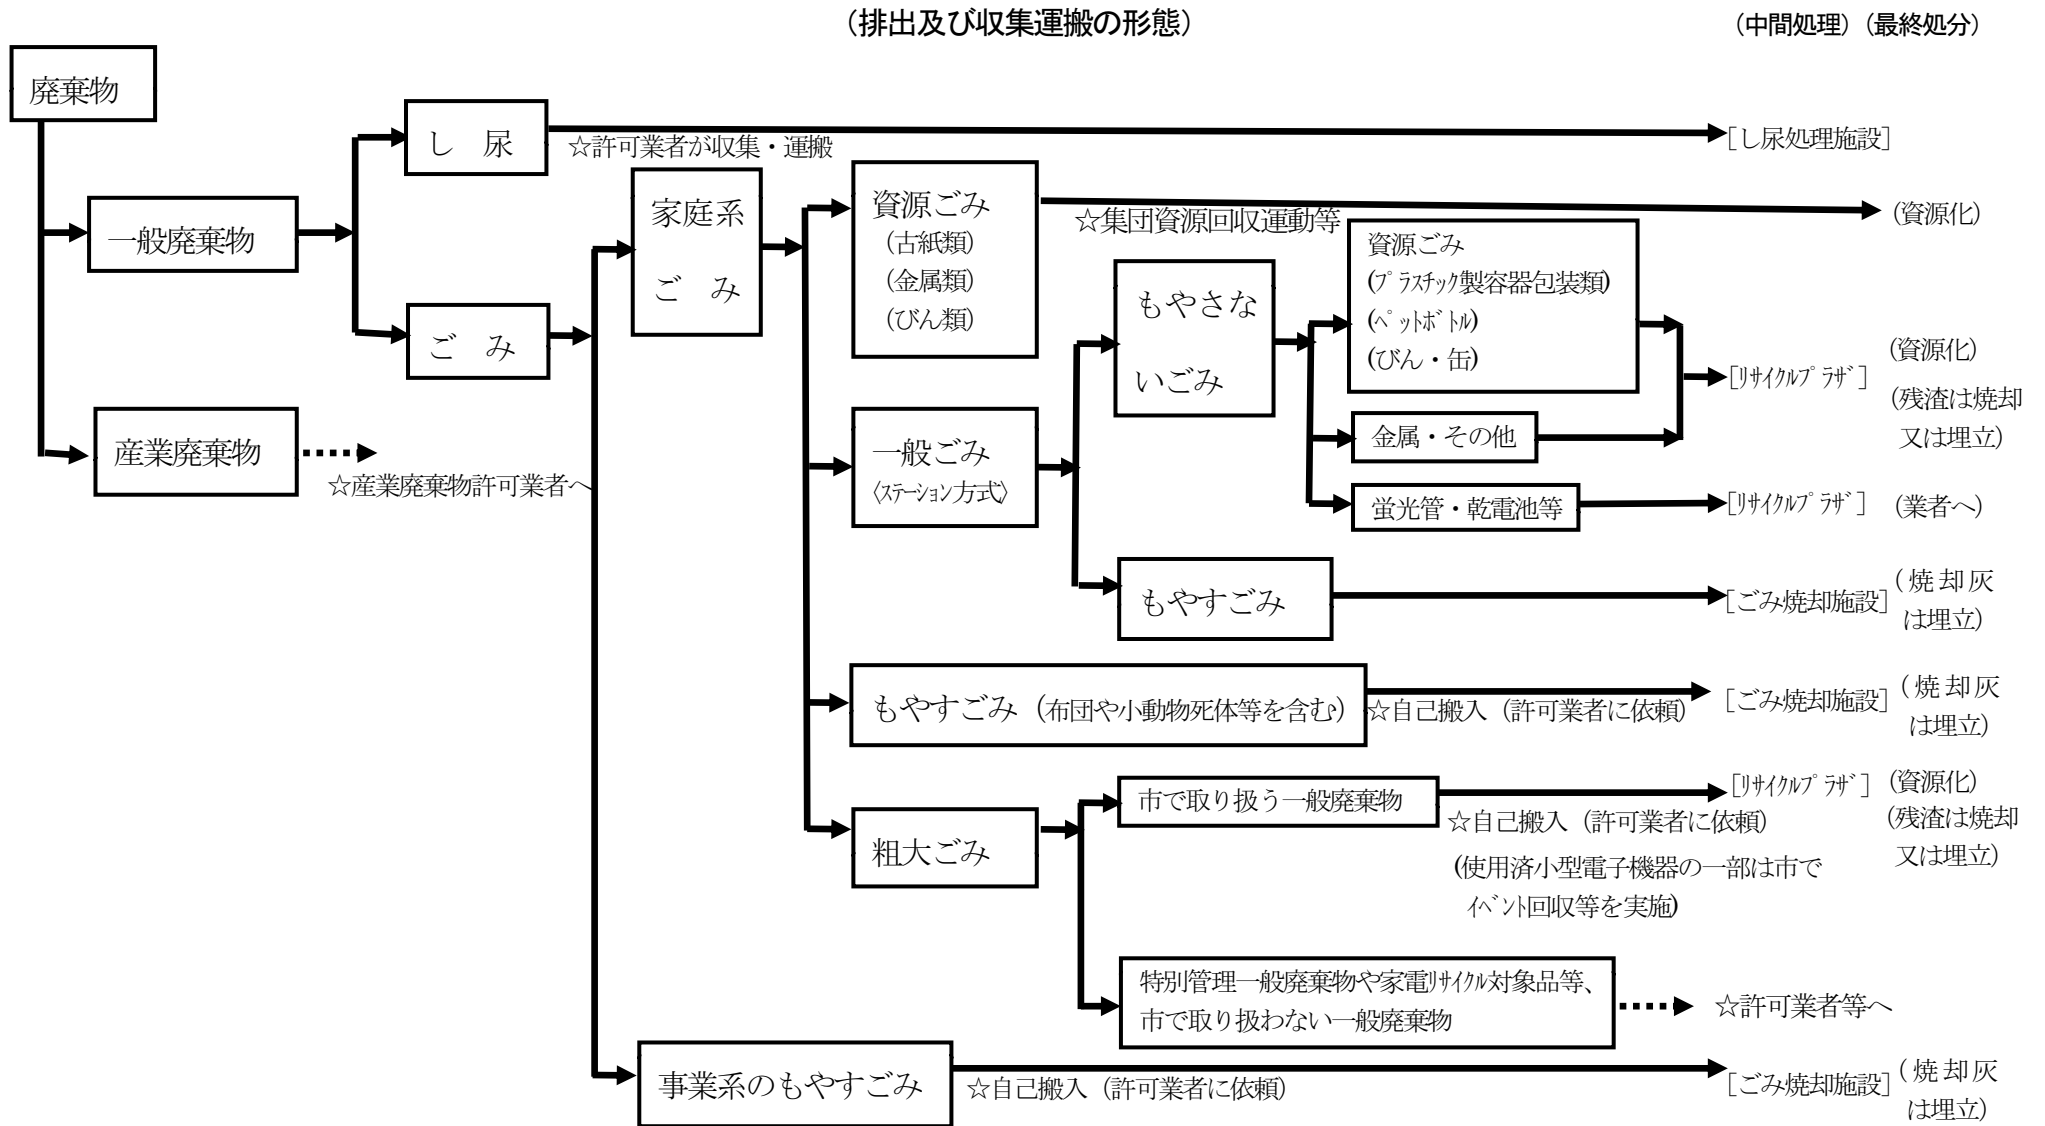 （排出及び収集運搬の形態）
（中間処理）（最終処分）
廃棄物
し　尿
☆許可業者が収集・運搬
[し尿処理施設]
一般廃棄物
家庭系
ごみ
資源ごみ
（古紙類）
（金属類）
（びん類）
☆集団資源回収運動等
（資源化）
ご　み
もやさな
いごみ
資源ごみ
(ﾌﾟﾗｽﾁｯｸ製容器包装類)
(ﾍﾟｯﾄﾎﾞﾄﾙ)
(びん・缶)
[ﾘｻｲｸﾙﾌﾟﾗｻﾞ]
（資源化）
（残渣は焼却
又は埋立）
産業廃棄物
☆産業廃棄物許可業者へ
一般ごみ
〈ｽﾃｰｼｮﾝ方式〉
金属・その他
蛍光管・乾電池等
[ﾘｻｲｸﾙﾌﾟﾗｻﾞ]
（業者へ）
もやすごみ
[ごみ焼却施設]
（焼却灰
は埋立）
もやすごみ（布団や小動物死体等を含む）
☆自己搬入（許可業者に依頼）
[ごみ焼却施設]
（焼却灰
は埋立）
粗大ごみ
市で取り扱う一般廃棄物
☆自己搬入（許可業者に依頼）
(使用済小型電子機器の一部は市で
ｲﾍﾞﾝﾄ回収等を実施)
[ﾘｻｲｸﾙﾌﾟﾗｻﾞ]
（資源化）
（残渣は焼却
又は埋立）
特別管理一般廃棄物や家電ﾘｻｲｸﾙ対象品等、
市で取り扱わない一般廃棄物
☆許可業者等へ
事業系のもやすごみ
☆自己搬入（許可業者に依頼）
[ごみ焼却施設]
（焼却灰
は埋立）